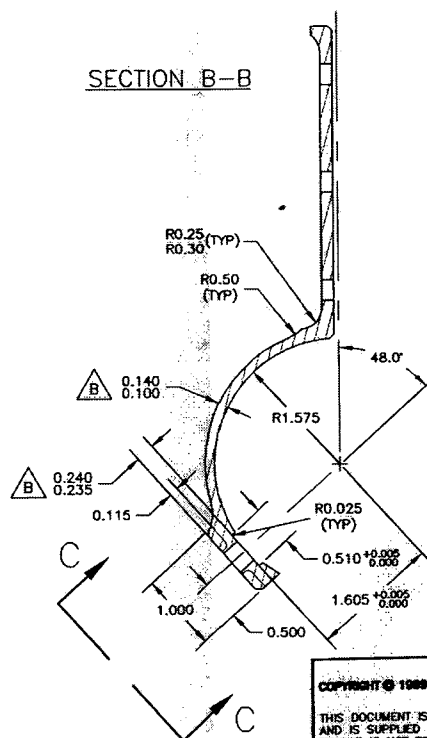 SECTION B-B
R0.25
R0.30 (TYP)
R0.50
(TYP)
48.0°
B
0.140
0.100
R1.575
B
0.240
0.235
0.115
R0.025
(TYP)
0.510 +0.005
0.000
1.605 +0.005
0.000
C
1.000
0.500
C
COPYRIGHT © 1989
THIS DOCUMENT IS
AND IS SUPPLIED